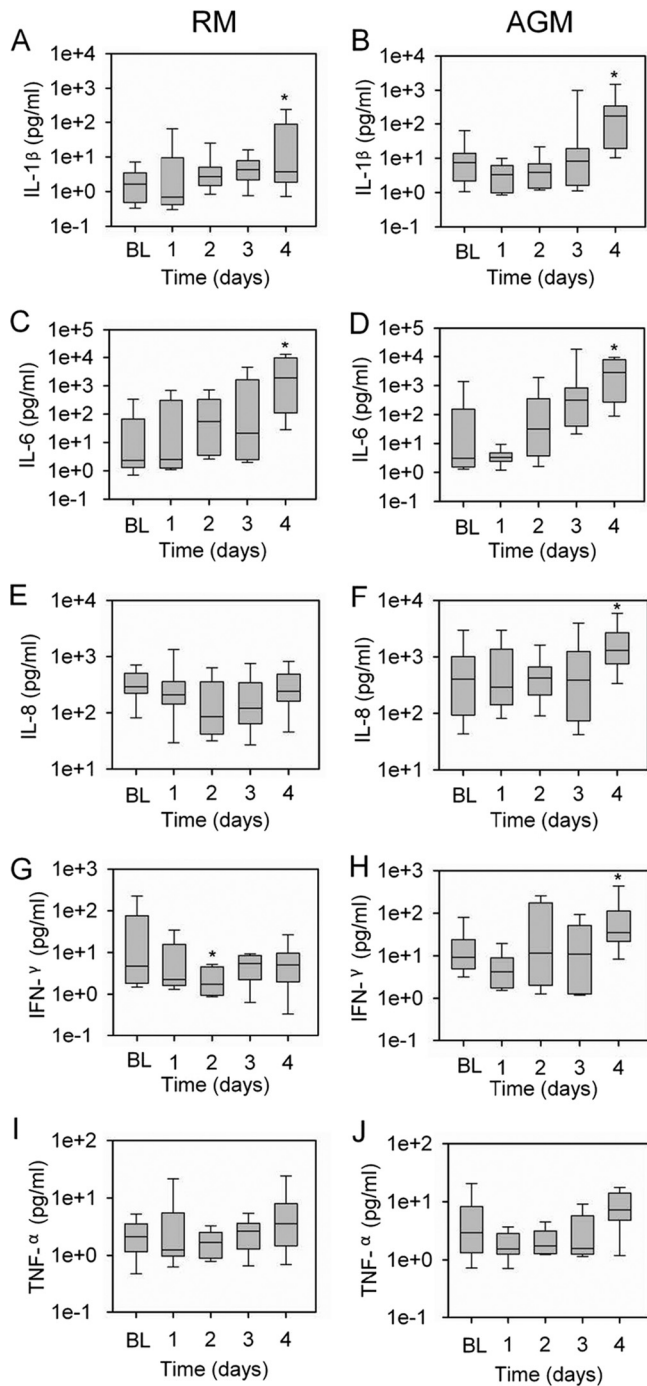 RM
AGM
A
B
IL-1β (pg/ml)
1e+4
1e+3
1e+2
1e+1
1e+0
1e-1
*
BL 1 2 3 4
Time (days)
IL-1β (pg/ml)
1e+4
1e+3
1e+2
1e+1
1e+0
1e-1
*
BL 1 2 3 4
Time (days)
C
D
IL-6 (pg/ml)
1e+5
1e+4
1e+3
1e+2
1e+1
1e+0
1e-1
*
BL 1 2 3 4
Time (days)
IL-6 (pg/ml)
1e+5
1e+4
1e+3
1e+2
1e+1
1e+0
1e-1
*
BL 1 2 3 4
Time (days)
E
F
IL-8 (pg/ml)
1e+4
1e+3
1e+2
1e+1
BL 1 2 3 4
Time (days)
IL-8 (pg/ml)
1e+4
1e+3
1e+2
1e+1
*
BL 1 2 3 4
Time (days)
G
H
IFN-γ (pg/ml)
1e+3
1e+2
1e+1
1e+0
1e-1
*
BL 1 2 3 4
Time (days)
IFN-γ (pg/ml)
1e+3
1e+2
1e+1
1e+0
1e-1
*
BL 1 2 3 4
Time (days)
I
J
TNF-α (pg/ml)
1e+2
1e+1
1e+0
1e-1
BL 1 2 3 4
Time (days)
TNF-α (pg/ml)
1e+2
1e+1
1e+0
1e-1
BL 1 2 3 4
Time (days)